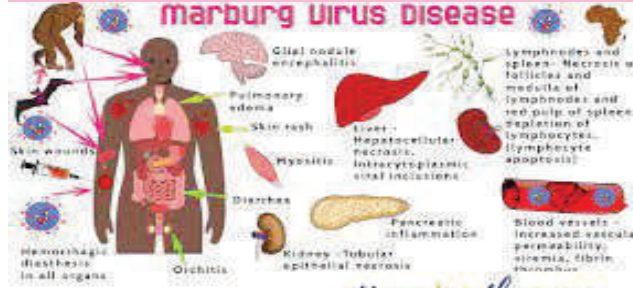 Marburg Virus Disease
Glial nodule
encephalitis
Pulmonary
edema
Skin rash
Myositis
Skin wounds
Diarrhea
Hemorrhagic
diasthesis
in all organs
Orchitis
Liver -
Hepatocellular
necrosis,
Intracytoplasmic
viral inclusions
Pancreatic
inflammation
Kidney -Tubular
epithelial necrosis
Lymphnodes and
spleen- Necrosis o
follicles and
medulla of
lymphnodes and
red pulp of spleen
depletion of
lymphocytes.
(lymphocyte
apoptosis)
Blood vessels -
Increased vascula
permeability,
viremia, fibrin
thrombus